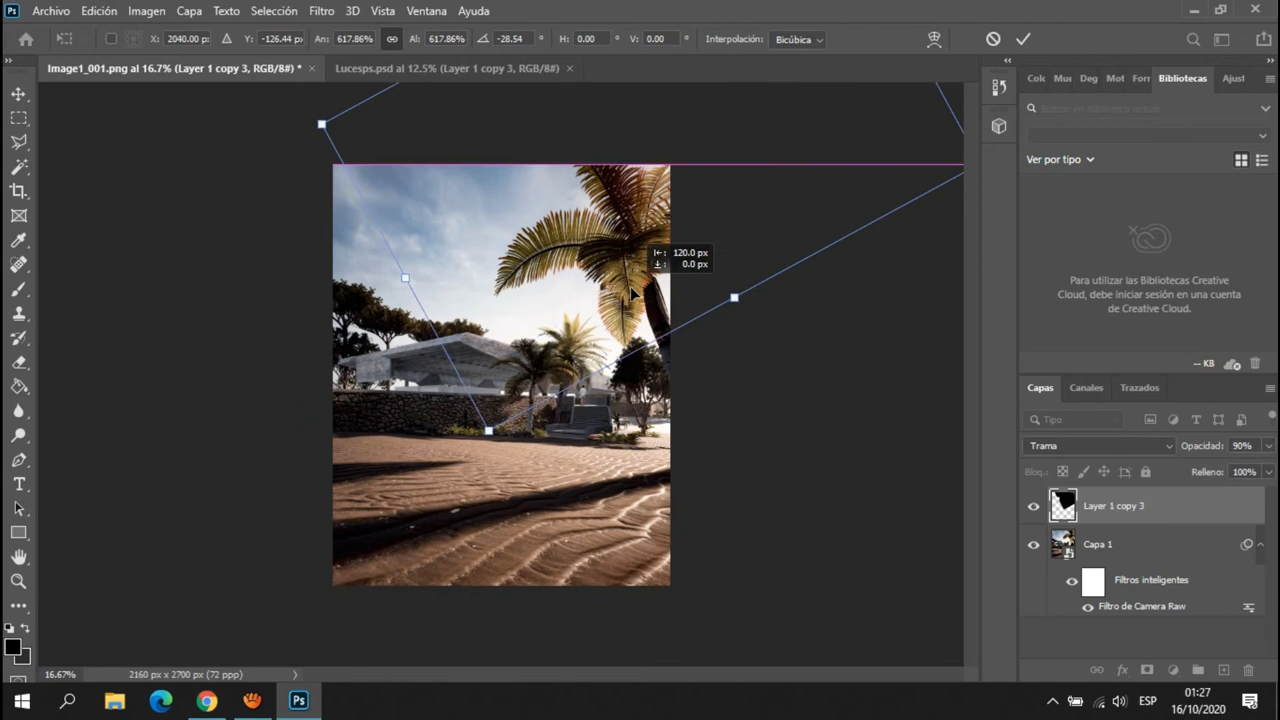 Ps Archivo Edición Imagen Capa Texto Selección Filtro 3D Vista Ventana Ayuda
X: 2040.00 px Y: -126.44 px An: 617.86% Al: 617.86% -28.54 ° H: 0.00 ° V: 0.00 ° Interpolación: Bicúbica
Image1_001.png al 16.7% (Layer 1 copy 3, RGB/8#) * × Lucesps.psd al 12.5% (Layer 1 copy 3, RGB/8#) ×
Bibliotecas Ajust
Buscar en biblioteca actual
Ver por tipo
120.0 px
0.0 px
Para utilizar las Bibliotecas Creative
Cloud, debe iniciar sesión en una cuenta
de Creative Cloud.
-- KB
Capas Canales Trazados
Tipo
Trama Opacidad: 90%
Bloq.: Relleno: 100%
Layer 1 copy 3
Capa 1
Filtros inteligentes
Filtro de Camera Raw
16.67% 2160 px x 2700 px (72 ppp)
Ps ESP 01:27
16/10/2020